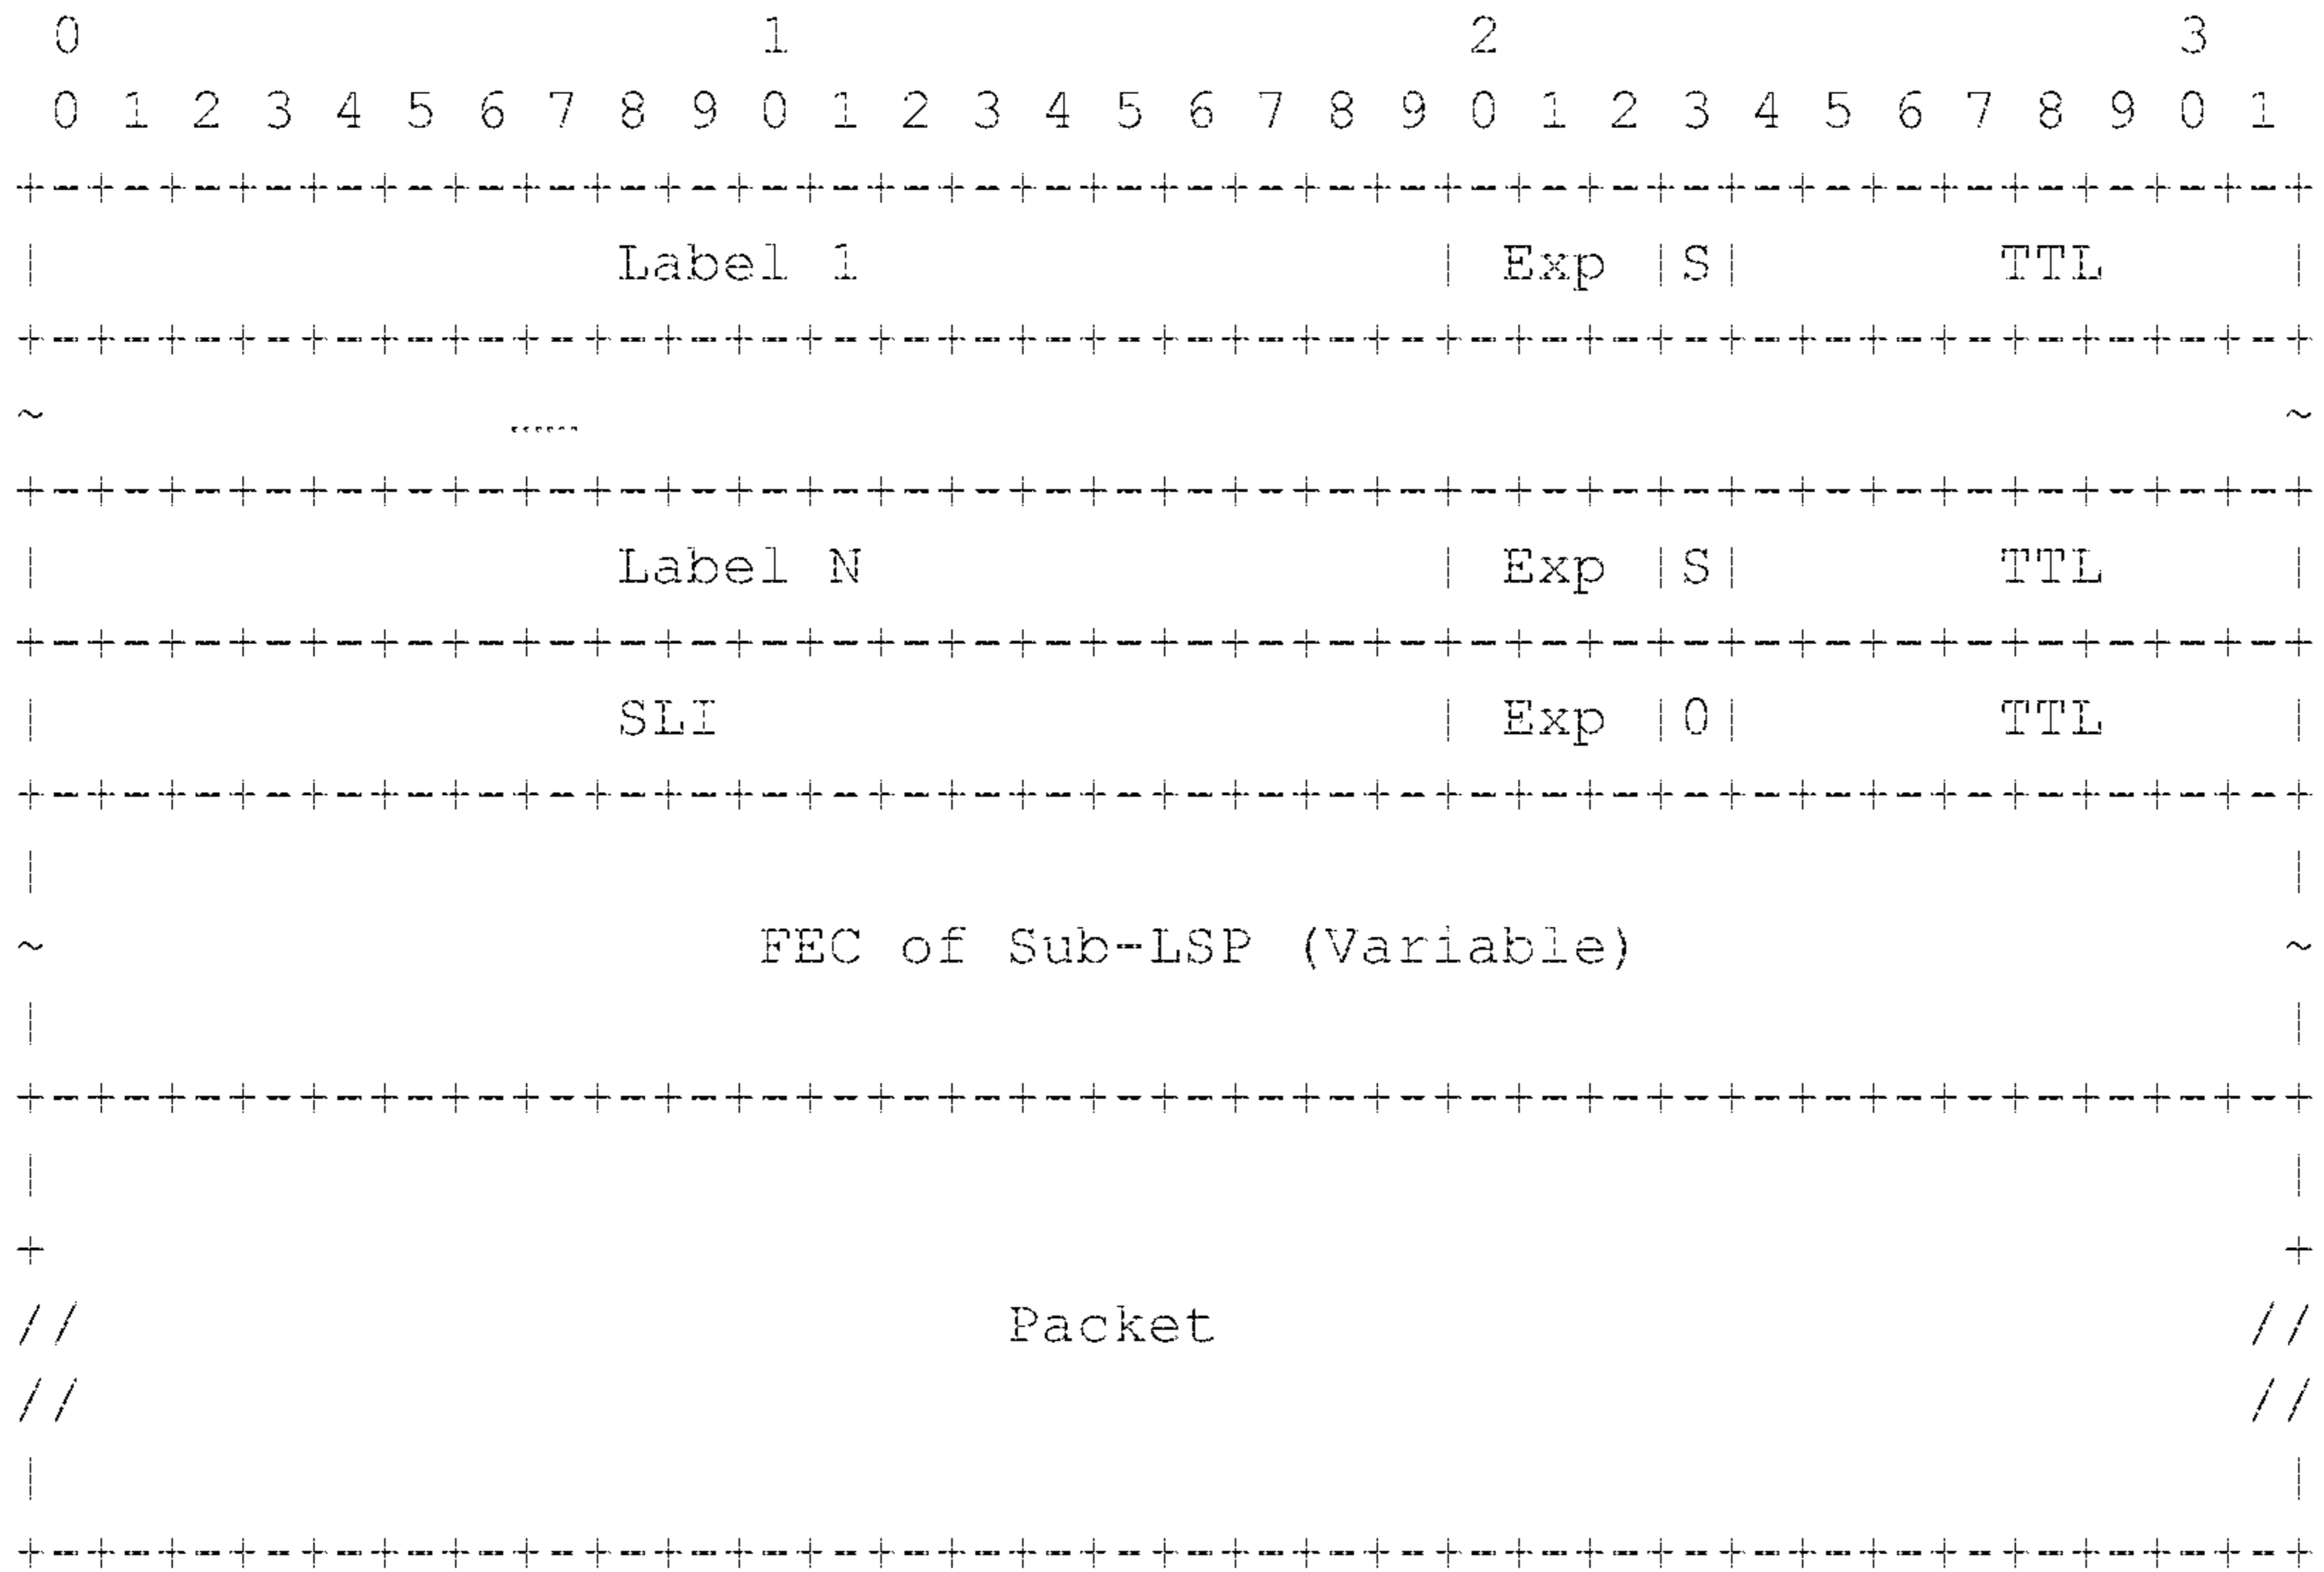 0                   1                   2                   3
 0 1 2 3 4 5 6 7 8 9 0 1 2 3 4 5 6 7 8 9 0 1 2 3 4 5 6 7 8 9 0 1
+-+-+-+-+-+-+-+-+-+-+-+-+-+-+-+-+-+-+-+-+-+-+-+-+-+-+-+-+-+-+-+-+
|                Label 1                | Exp |S|       TTL     |
+-+-+-+-+-+-+-+-+-+-+-+-+-+-+-+-+-+-+-+-+-+-+-+-+-+-+-+-+-+-+-+-+
~             ……                                                ~
+-+-+-+-+-+-+-+-+-+-+-+-+-+-+-+-+-+-+-+-+-+-+-+-+-+-+-+-+-+-+-+-+
|                Label N                | Exp |S|       TTL     |
+-+-+-+-+-+-+-+-+-+-+-+-+-+-+-+-+-+-+-+-+-+-+-+-+-+-+-+-+-+-+-+-+
|                SLI                    | Exp |0|       TTL     |
+-+-+-+-+-+-+-+-+-+-+-+-+-+-+-+-+-+-+-+-+-+-+-+-+-+-+-+-+-+-+-+-+
|                                                               |
~                    FEC of Sub-LSP (Variable)                  ~
|                                                               |
+-+-+-+-+-+-+-+-+-+-+-+-+-+-+-+-+-+-+-+-+-+-+-+-+-+-+-+-+-+-+-+-+
|                                                               |
+                                                               +
//                          Packet                             //
//                                                             //
|                                                               |
+-+-+-+-+-+-+-+-+-+-+-+-+-+-+-+-+-+-+-+-+-+-+-+-+-+-+-+-+-+-+-+-+